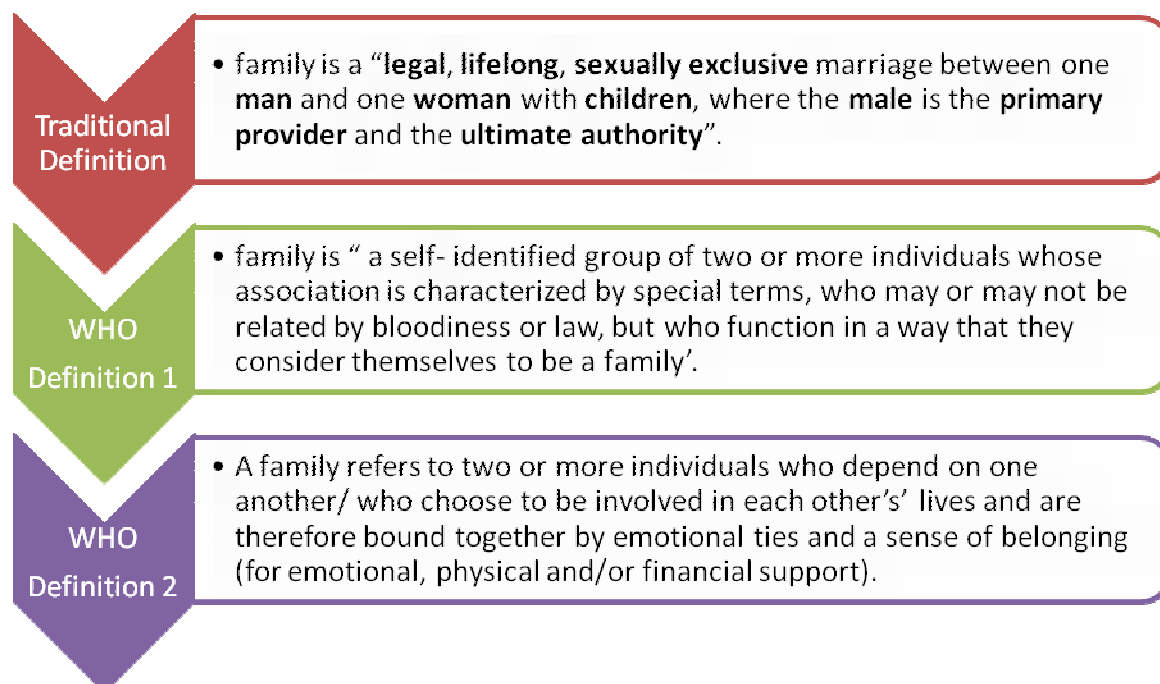 Traditional
Definition
• family is a “legal, lifelong, sexually exclusive marriage between one
man and one woman with children, where the male is the primary
provider and the ultimate authority”.
WHO
Definition 1
• family is “ a self- identified group of two or more individuals whose
association is characterized by special terms, who may or may not be
related by bloodiness or law, but who function in a way that they
consider themselves to be a family’.
WHO
Definition 2
• A family refers to two or more individuals who depend on one
another/ who choose to be involved in each other’s’ lives and are
therefore bound together by emotional ties and a sense of belonging
(for emotional, physical and/or financial support).